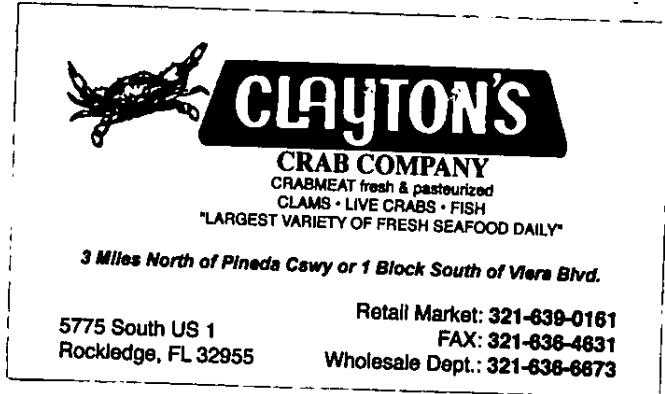 CLAYTON'S
CRAB COMPANY
CRABMEAT fresh & pasteurized
CLAMS • LIVE CRABS • FISH
"LARGEST VARIETY OF FRESH SEAFOOD DAILY"
3 Miles North of Pineda Cswy or 1 Block South of Viera Blvd.
5775 South US 1
Rockledge, FL 32955
Retail Market: 321-639-0161
FAX: 321-636-4631
Wholesale Dept.: 321-636-6673